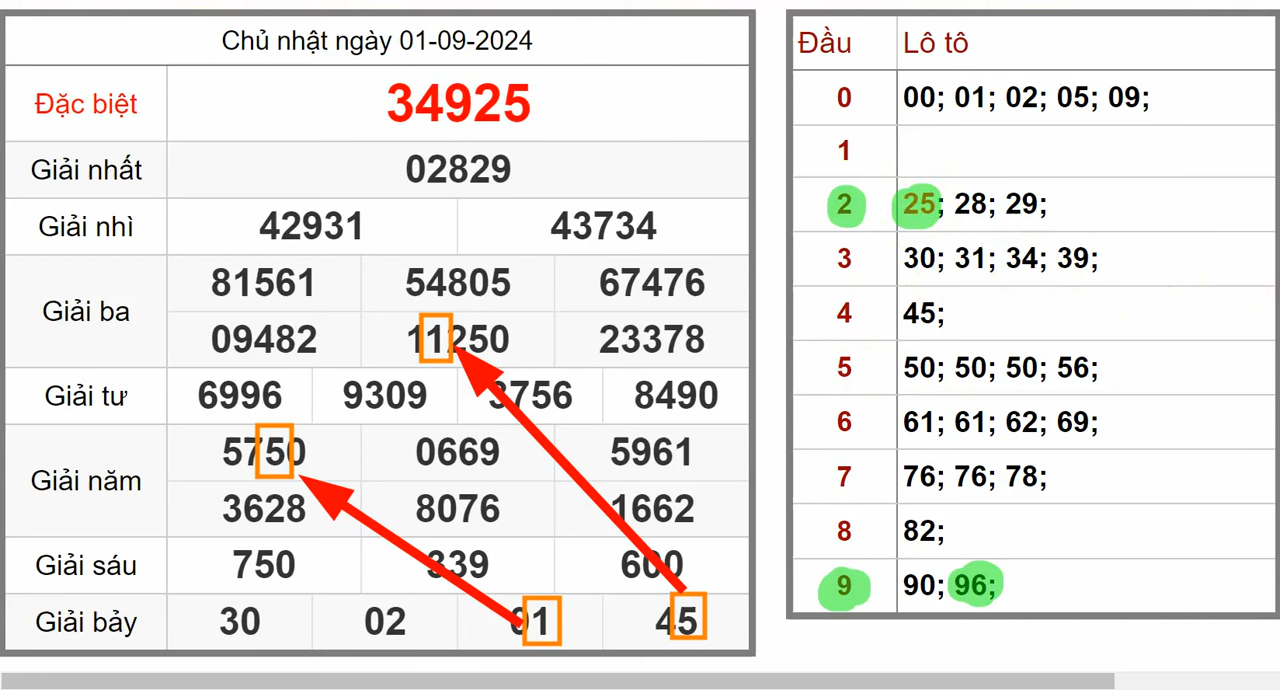 Chủ nhật ngày 01-09-2024
Đặc biệt 34925
Giải nhất 02829
Giải nhì 42931 43734
Giải ba 81561 54805 67476
09482 11250 23378
Giải tư 6996 9309 3756 8490
Giải năm 5750 0669 5961
3628 8076 1662
Giải sáu 750 339 600
Giải bảy 30 02 01 45
Đầu Lô tô
0 00; 01; 02; 05; 09;
1
2 25; 28; 29;
3 30; 31; 34; 39;
4 45;
5 50; 50; 50; 56;
6 61; 61; 62; 69;
7 76; 76; 78;
8 82;
9 90; 96;